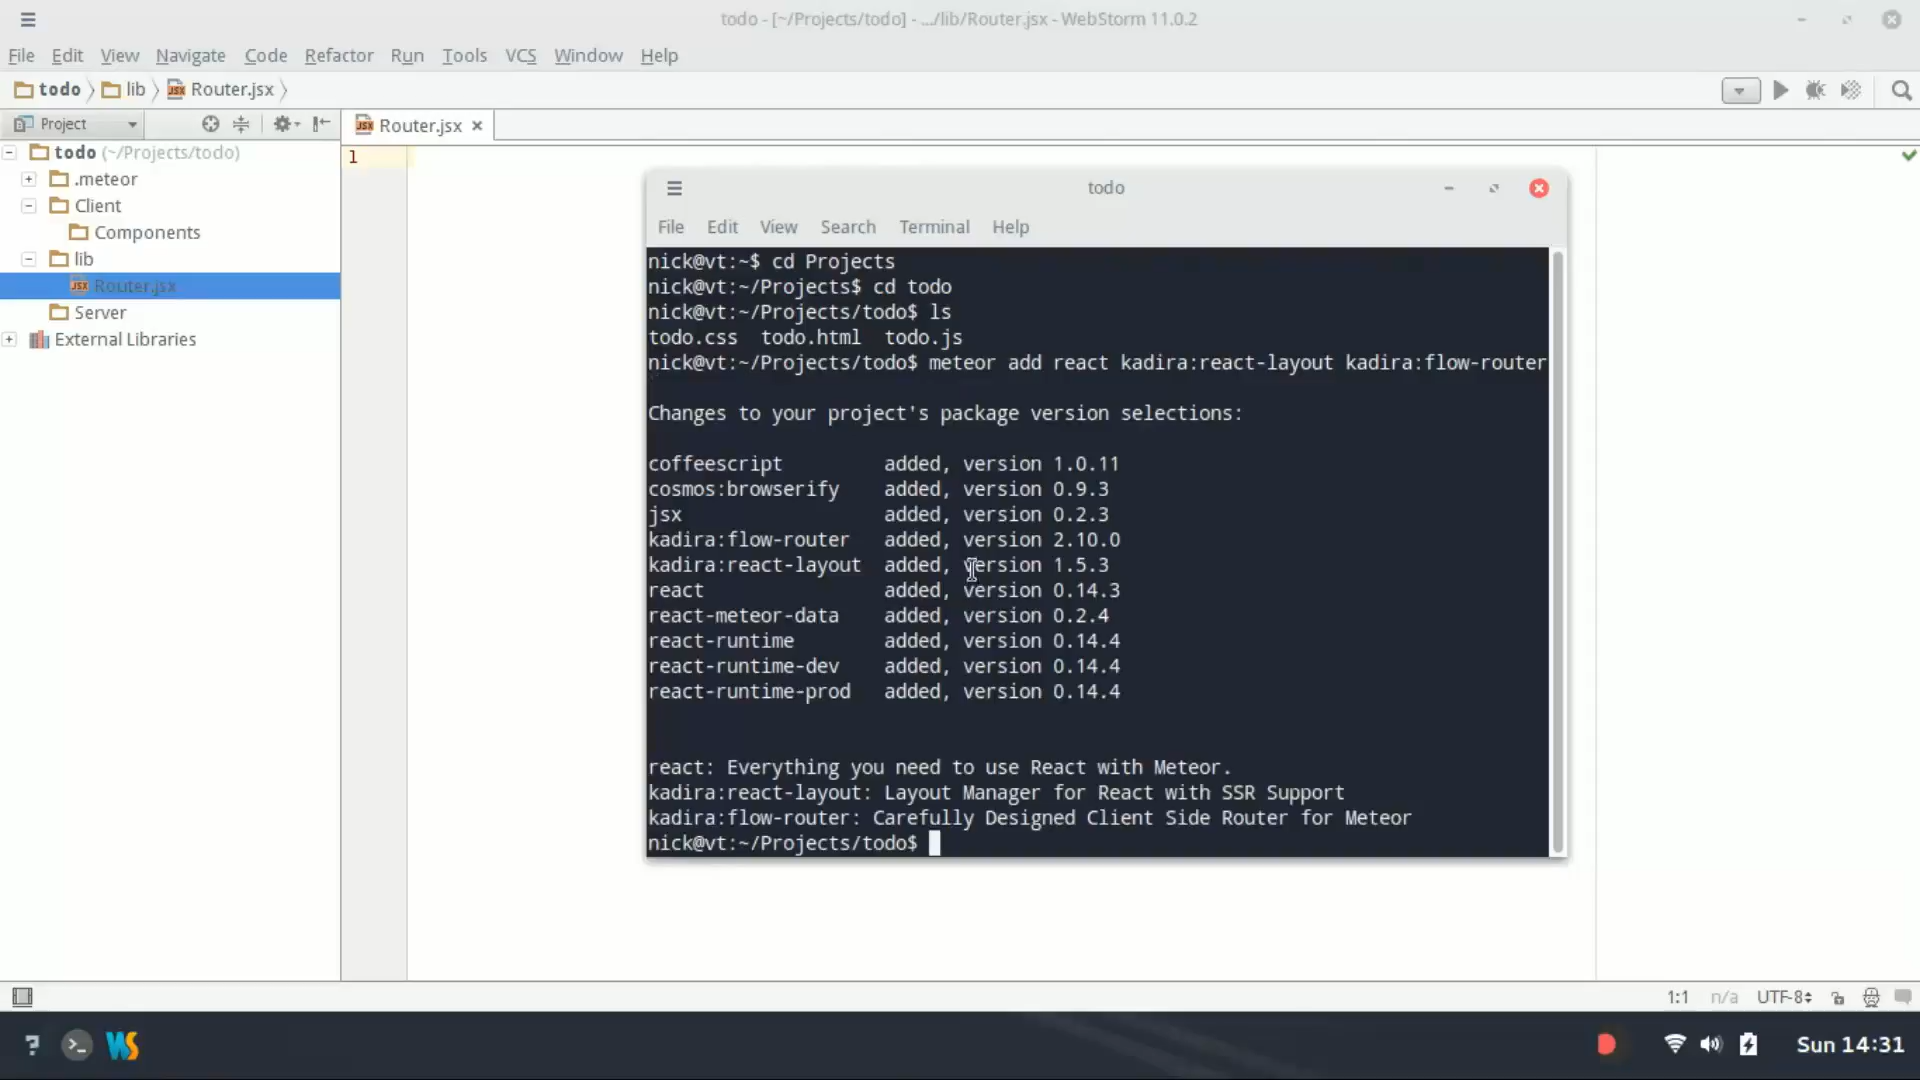 todo - [~/Projects/todo] - .../lib/Router.jsx - WebStorm 11.0.2
File Edit View Navigate Code Refactor Run Tools VCS Window Help
todo lib Router.jsx
Project
Router.jsx
todo (~/Projects/todo)
.meteor
Client
Components
lib
Router.jsx
Server
External Libraries
1
todo
File Edit View Search Terminal Help
nick@vt:~$ cd Projects
nick@vt:~/Projects$ cd todo
nick@vt:~/Projects/todo$ ls
todo.css  todo.html  todo.js
nick@vt:~/Projects/todo$ meteor add react kadira:react-layout kadira:flow-router
Changes to your project's package version selections:
coffeescript         added, version 1.0.11
cosmos:browserify    added, version 0.9.3
jsx                  added, version 0.2.3
kadira:flow-router   added, version 2.10.0
kadira:react-layout  added, version 1.5.3
react                added, version 0.14.3
react-meteor-data    added, version 0.2.4
react-runtime        added, version 0.14.4
react-runtime-dev    added, version 0.14.4
react-runtime-prod   added, version 0.14.4
react: Everything you need to use React with Meteor.
kadira:react-layout: Layout Manager for React with SSR Support
kadira:flow-router: Carefully Designed Client Side Router for Meteor
nick@vt:~/Projects/todo$
1:1 n/a UTF-8
? >_ WS
Sun 14:31